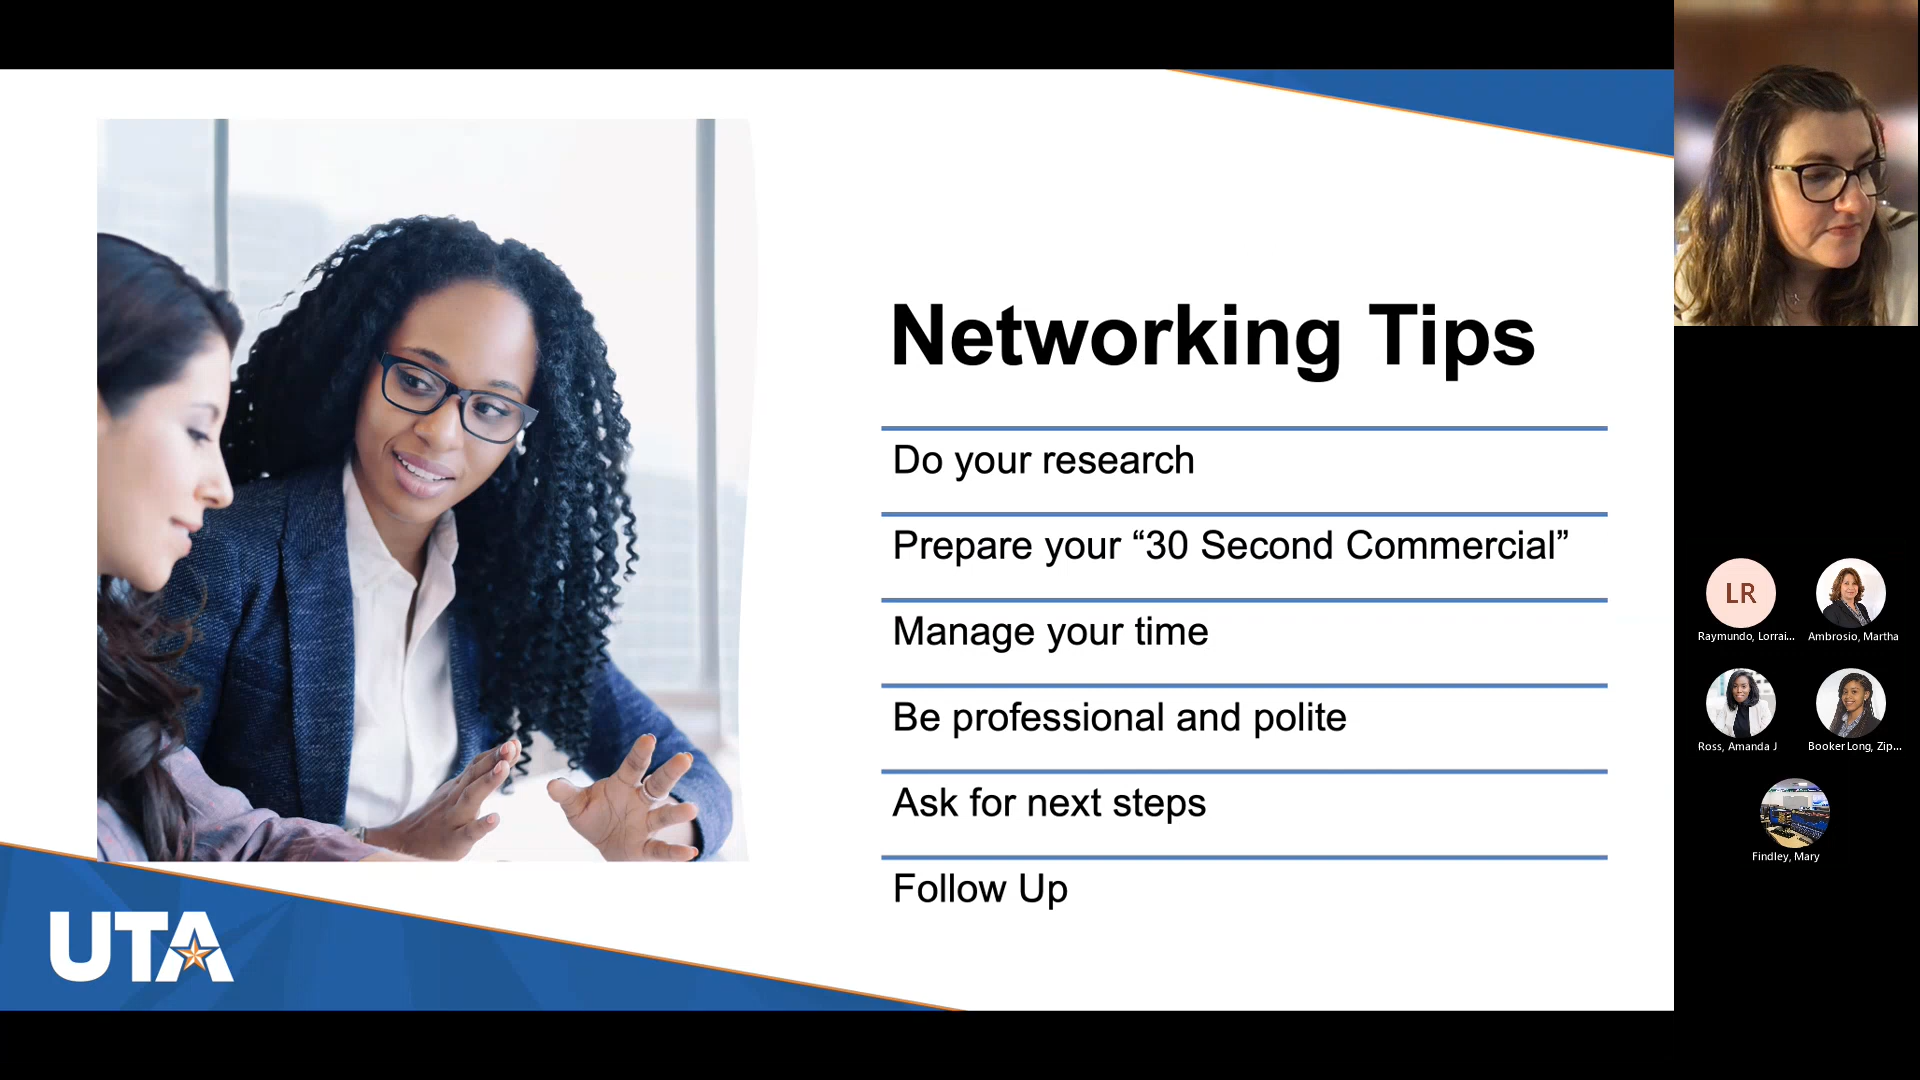 Networking Tips
Do your research
Prepare your “30 Second Commercial”
Manage your time
Be professional and polite
Ask for next steps
Follow Up
UTA
LR
Raymundo, Lorrai...
Ambrosio, Martha
Ross, Amanda J
Booker Long, Zip...
Findley, Mary